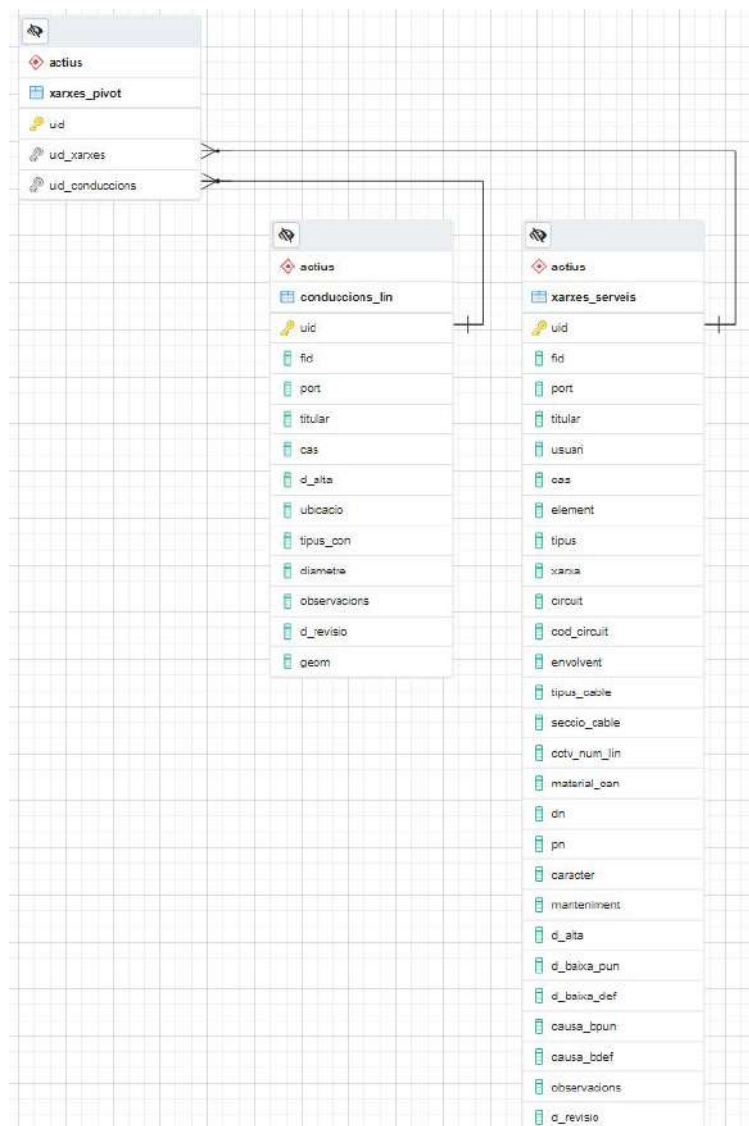 actius
xarxes_pivot
uid
uid_xarxes
uid_conduccions
actius
conduccions_lin
uid
fid
port
titular
cas
d_alta
ubicacio
tipus_con
diametre
observacions
d_revisio
geom
actius
xarxes_serveis
uid
fid
port
titular
usuari
cas
element
tipus
xarxa
circuit
cod_circuit
envolvent
tipus_cable
seccio_cable
cctv_num_lin
material_can
dn
pn
caracter
manteniment
d_alta
d_baixa_pun
d_baixa_def
causa_bpun
causa_bdef
observacions
d_revisio